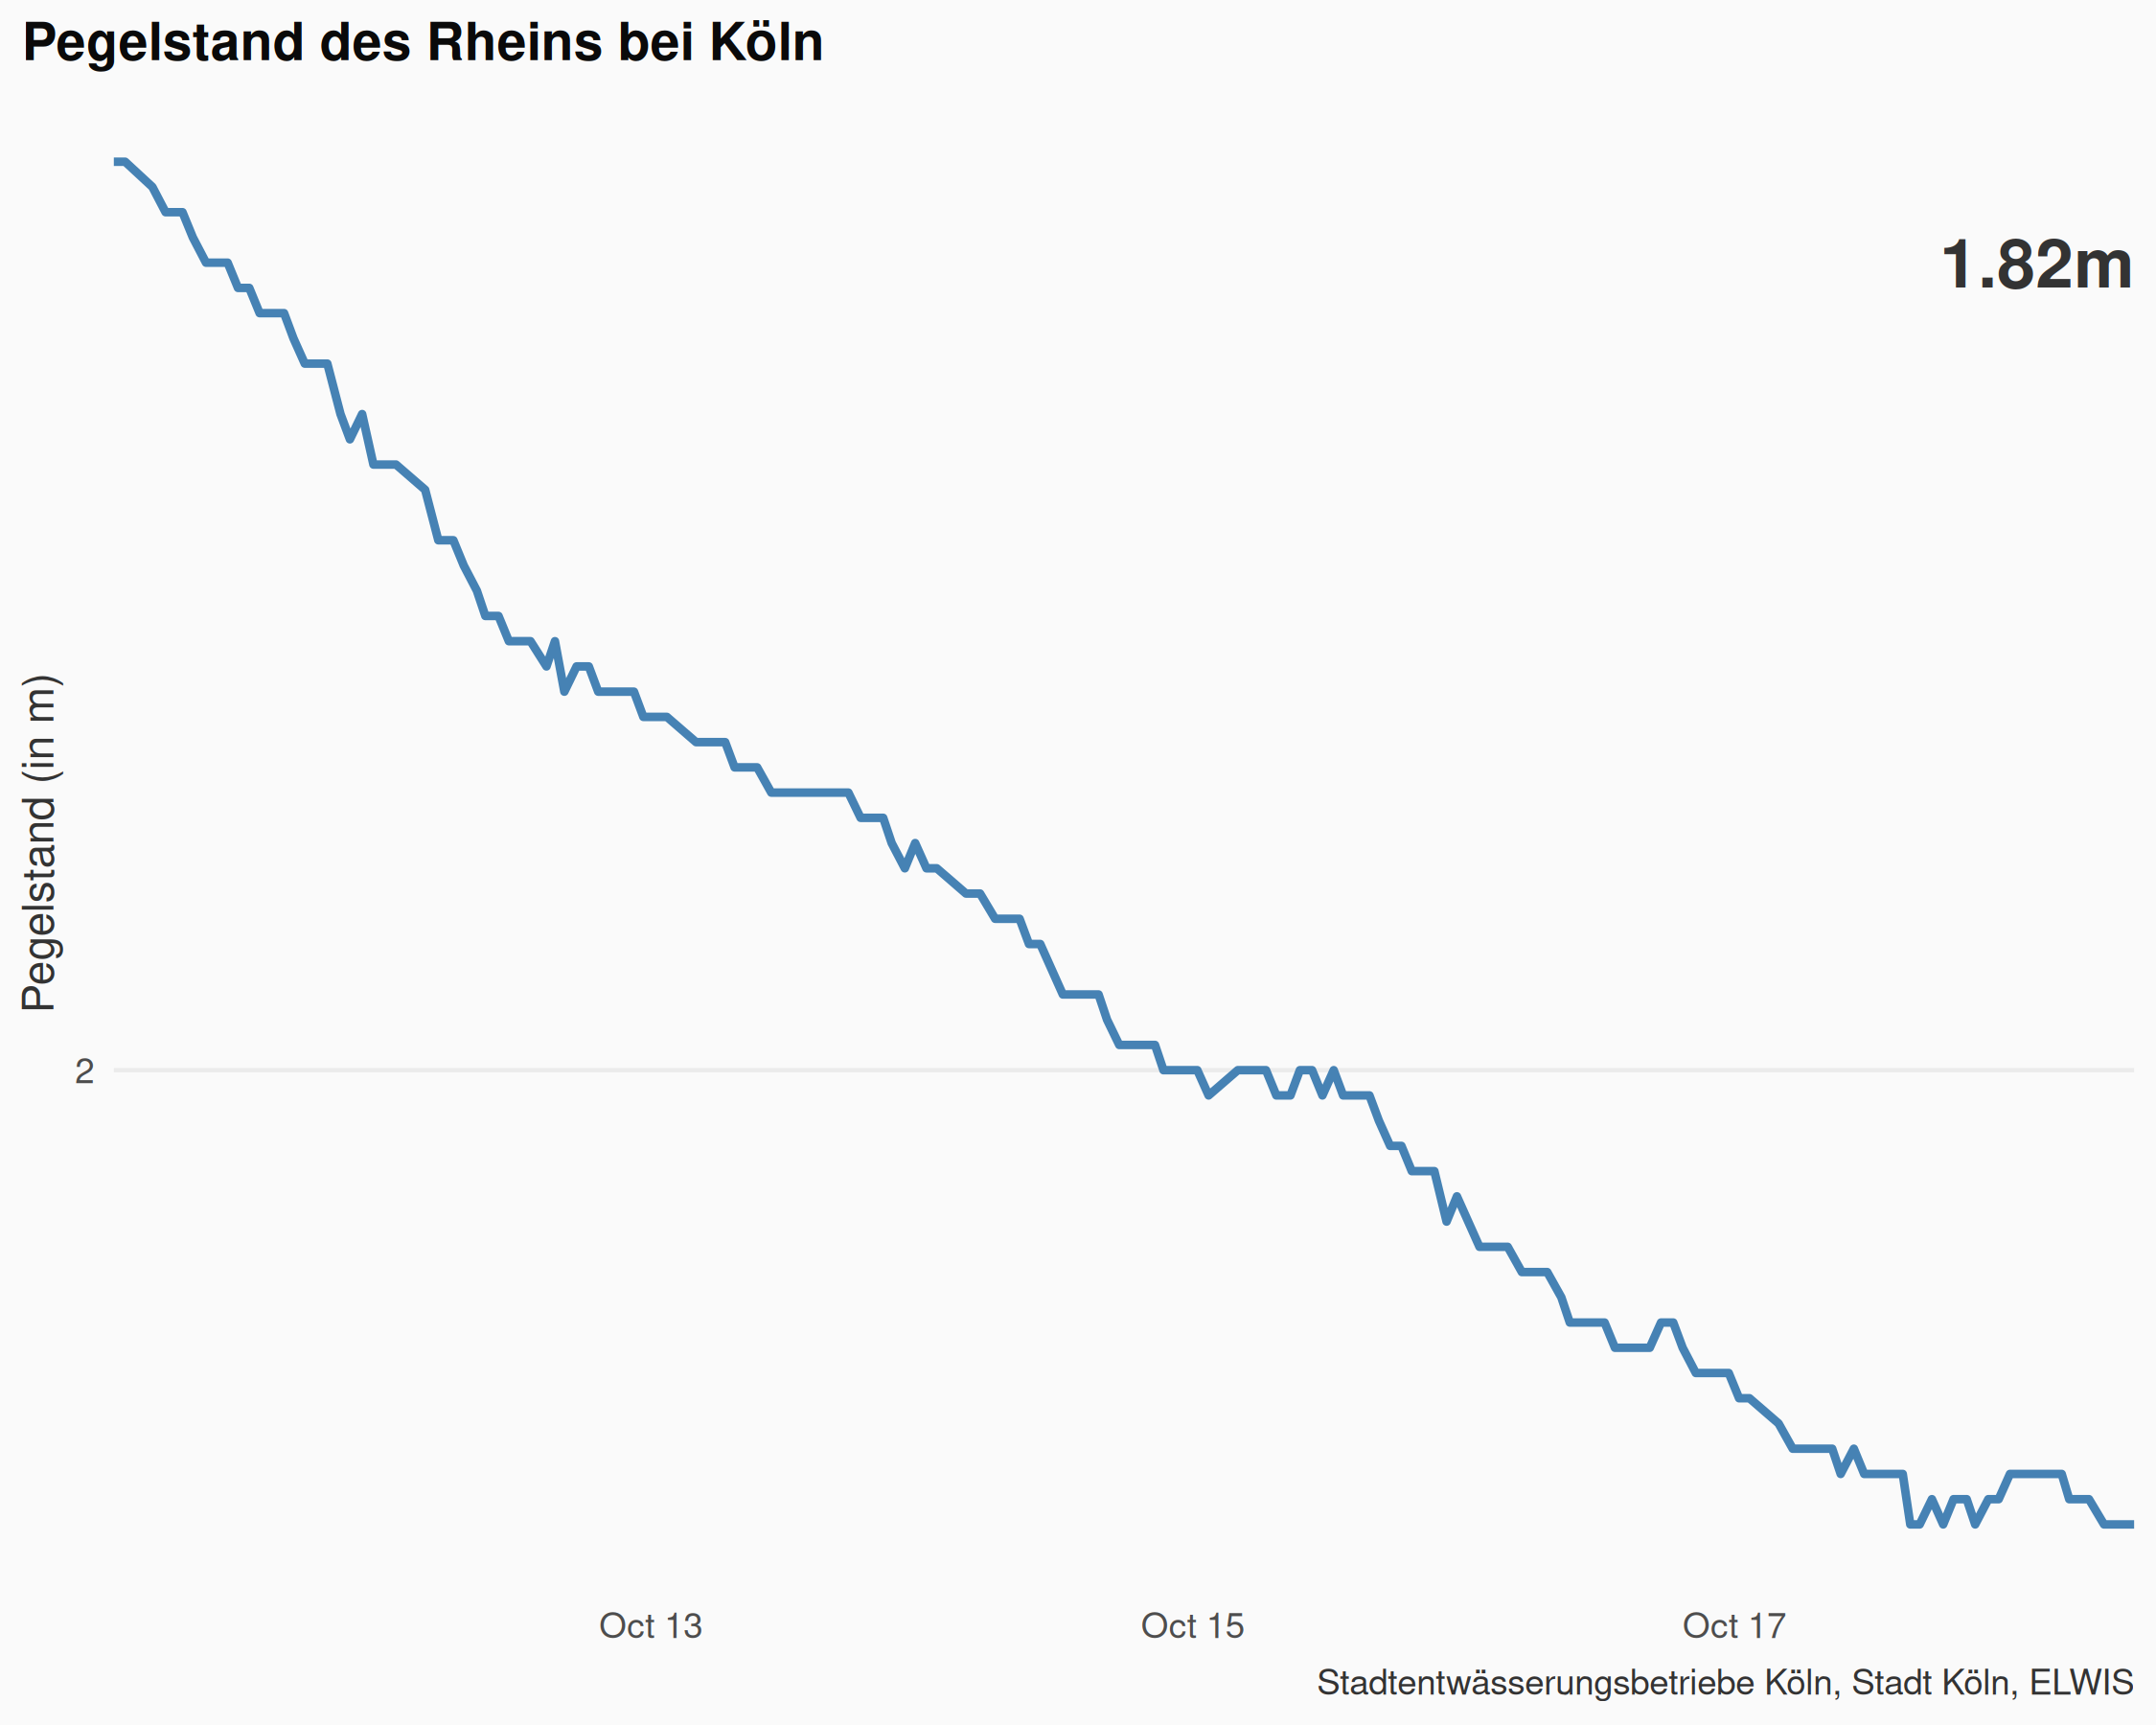 Pegelstand des Rheins bei Köln
1.82m
Pegelstand (in m)
2
Oct 13
Oct 15
Oct 17
Stadtentwässerungsbetriebe Köln, Stadt Köln, ELWIS